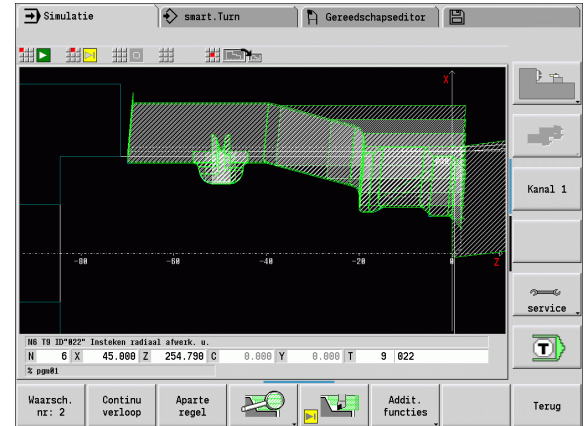 Simulatie
smart.Turn
Gereedschapseditor
X
Kanal 1
-80
-60
-40
-20
0
Z
service
N6 T9 ID"022" Insteken radiaal afwerk. u.
N 6 X 45.000 Z 254.790 C 0.000 Y 0.000 T 9 022
% pgm01
T
Waarsch.
nr: 2
Continu
verloop
Aparte
regel
Addit.
functies
Terug